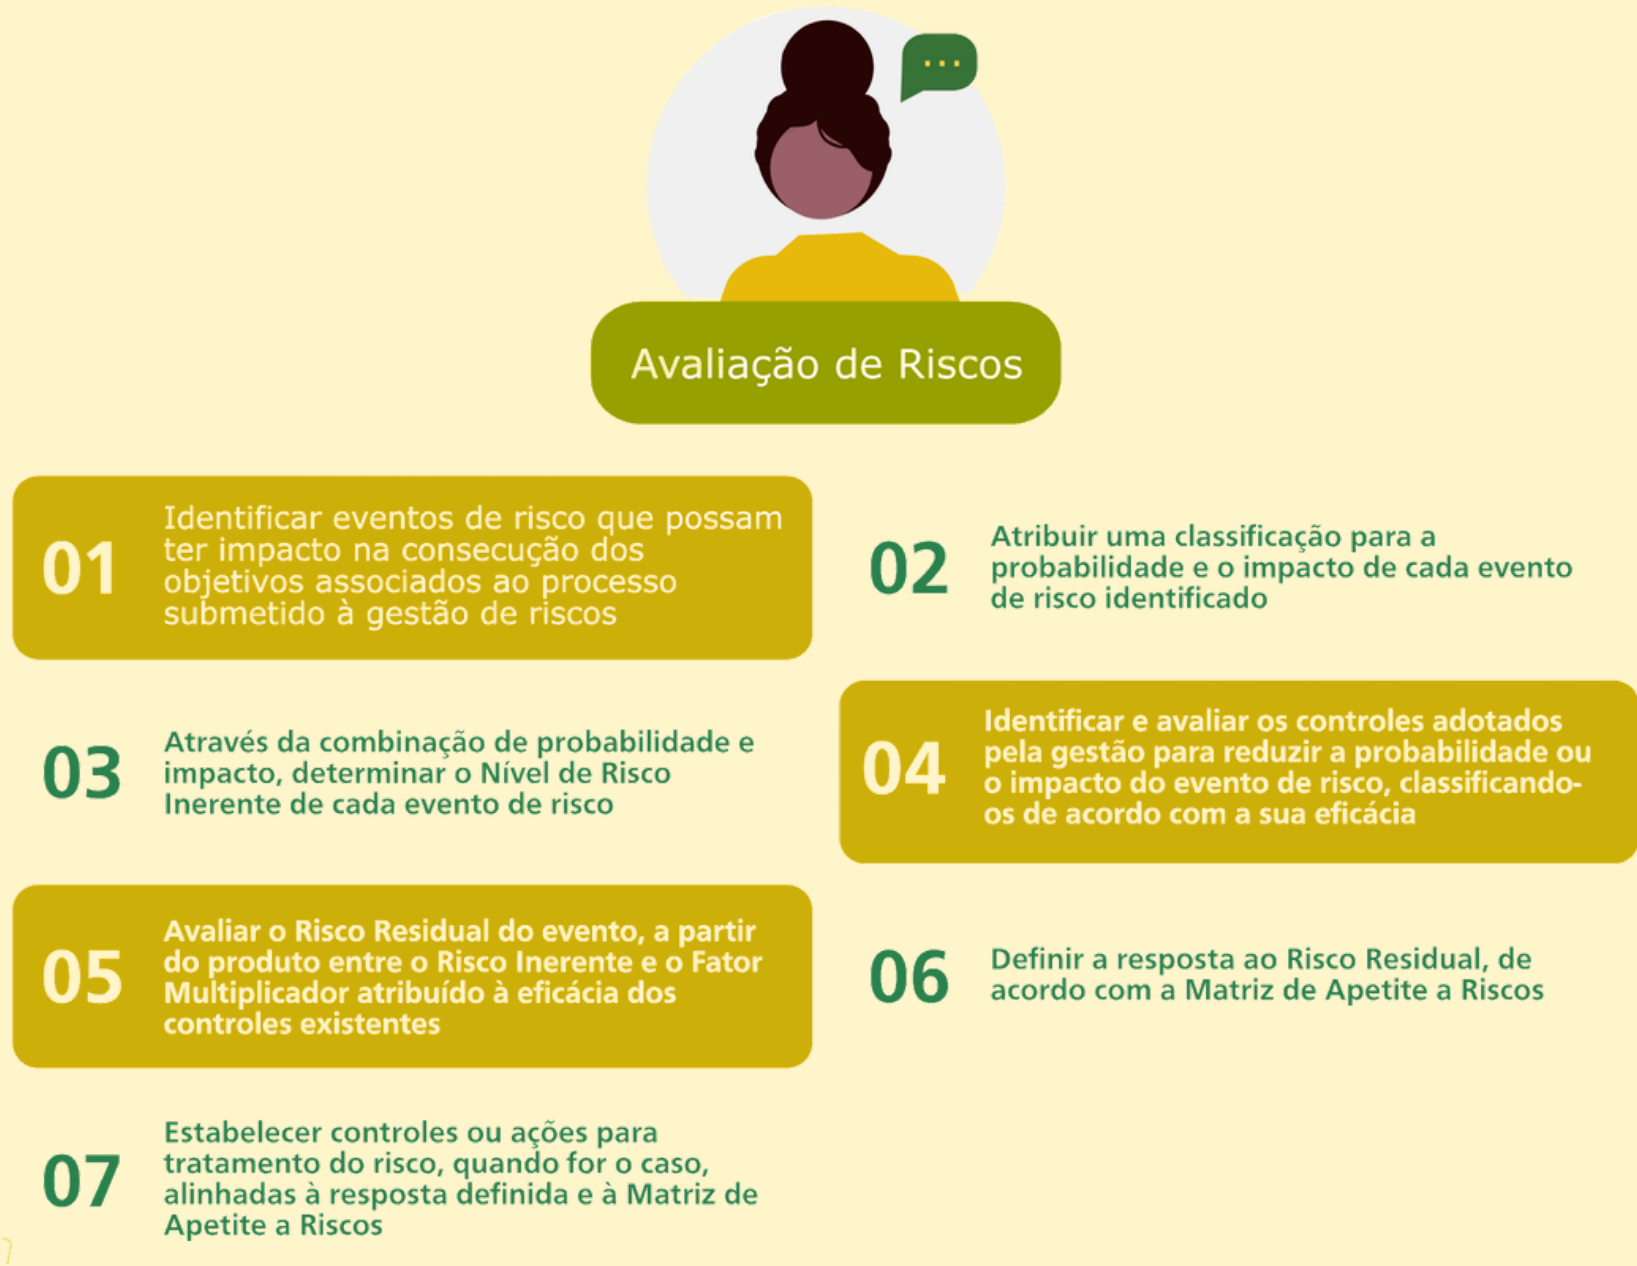 Avaliação de Riscos
01
Identificar eventos de risco que possam
ter impacto na consecução dos
objetivos associados ao processo
submetido à gestão de riscos
02
Atribuir uma classificação para a
probabilidade e o impacto de cada evento
de risco identificado
03
Através da combinação de probabilidade e
impacto, determinar o Nível de Risco
Inerente de cada evento de risco
04
Identificar e avaliar os controles adotados
pela gestão para reduzir a probabilidade ou
o impacto do evento de risco, classificando-
os de acordo com a sua eficácia
05
Avaliar o Risco Residual do evento, a partir
do produto entre o Risco Inerente e o Fator
Multiplicador atribuído à eficácia dos
controles existentes
06
Definir a resposta ao Risco Residual, de
acordo com a Matriz de Apetite a Riscos
07
Estabelecer controles ou ações para
tratamento do risco, quando for o caso,
alinhadas à resposta definida e à Matriz de
Apetite a Riscos